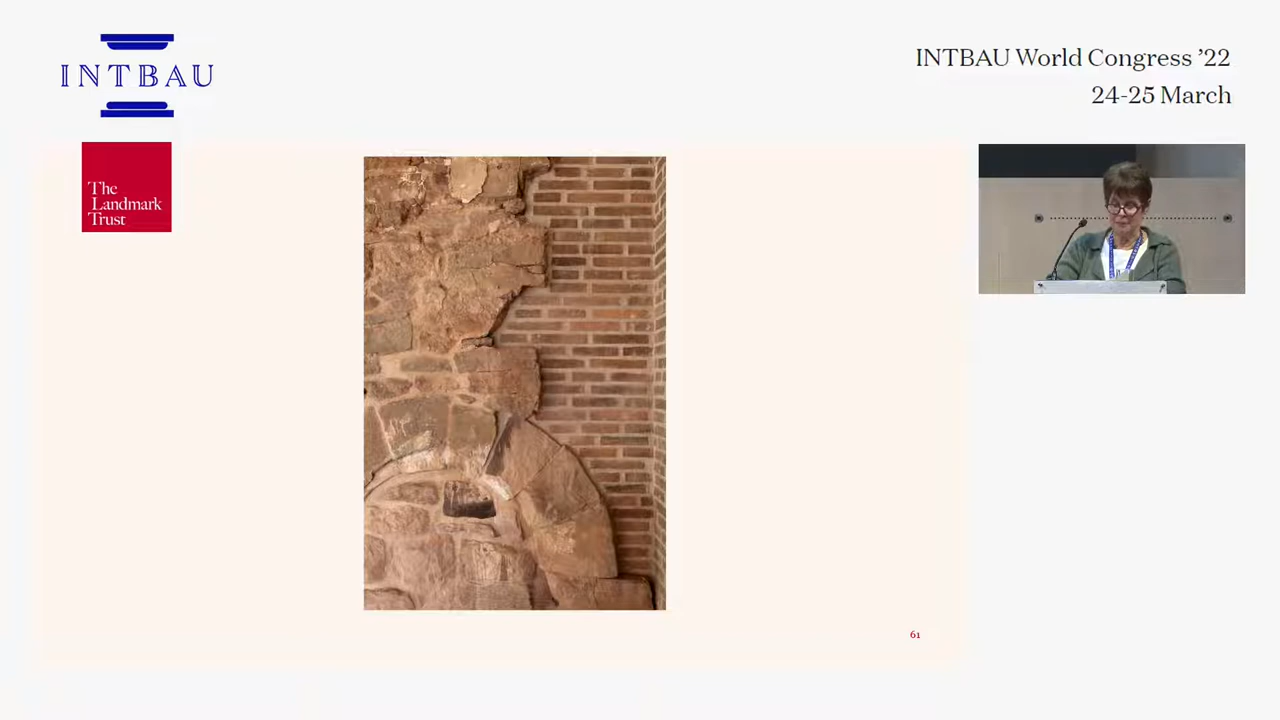 INTBAU
INTBAU World Congress ’22
24-25 March
The
Landmark
Trust
61